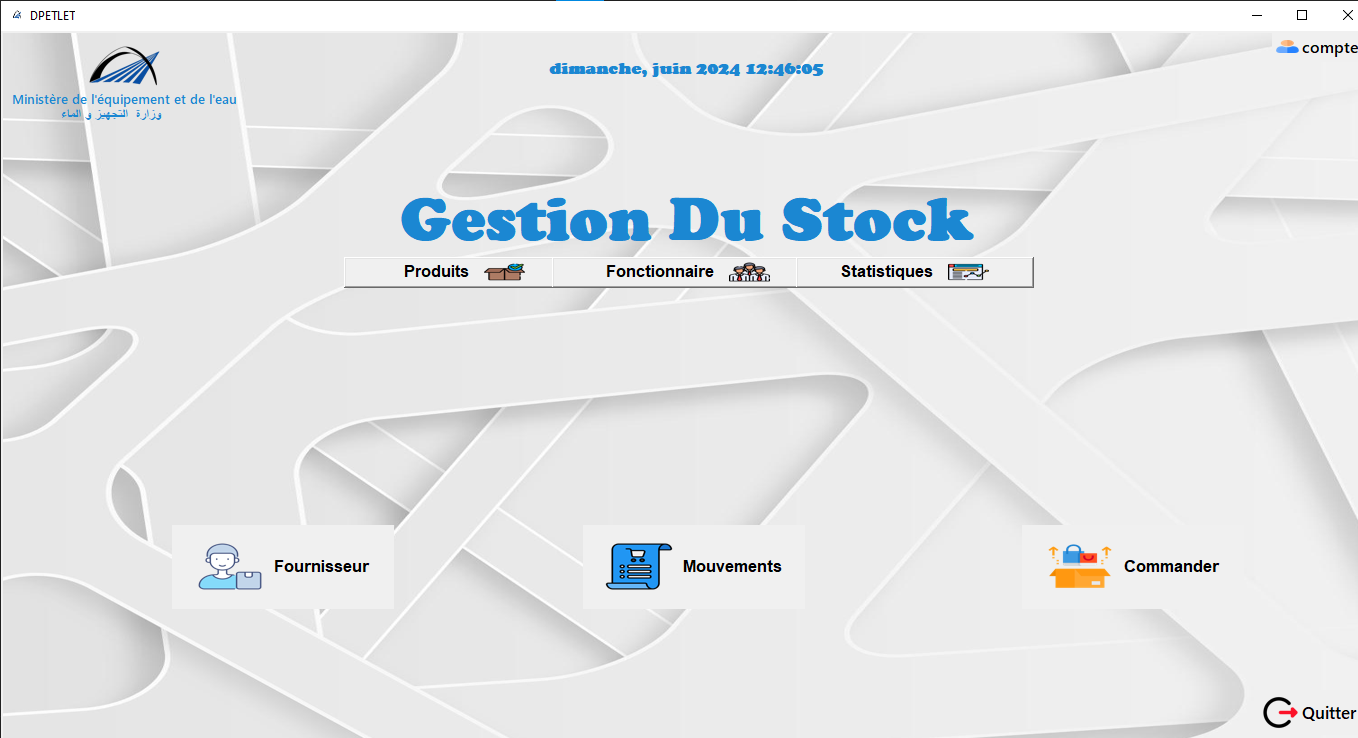 DPETLET
compte
dimanche, juin 2024 12:46:05
Ministère de l'équipement et de l'eau
وزارة التجهيز و الماء
Gestion Du Stock
Produits
Fonctionnaire
Statistiques
Fournisseur
Mouvements
Commander
Quitter